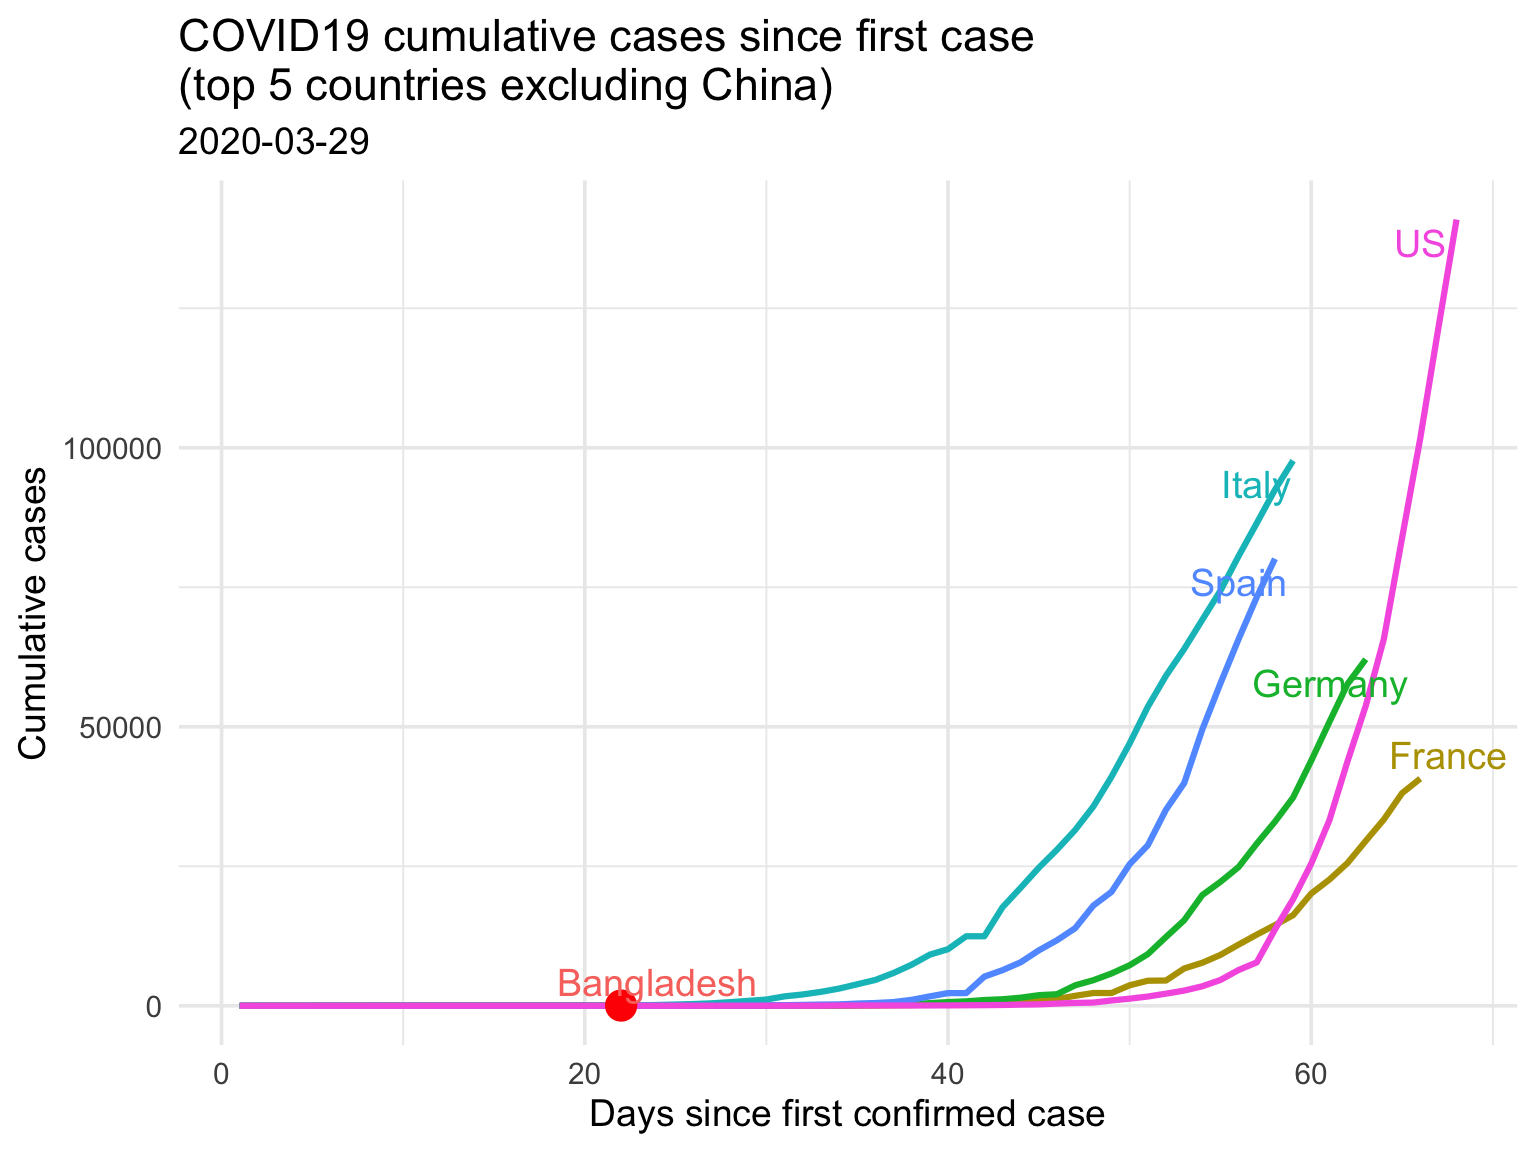 COVID19 cumulative cases since first case
(top 5 countries excluding China)
2020-03-29
US
100000
Italy
Spain
Germany
50000
France
Bangladesh
0
0 20 40 60
Days since first confirmed case
Cumulative cases